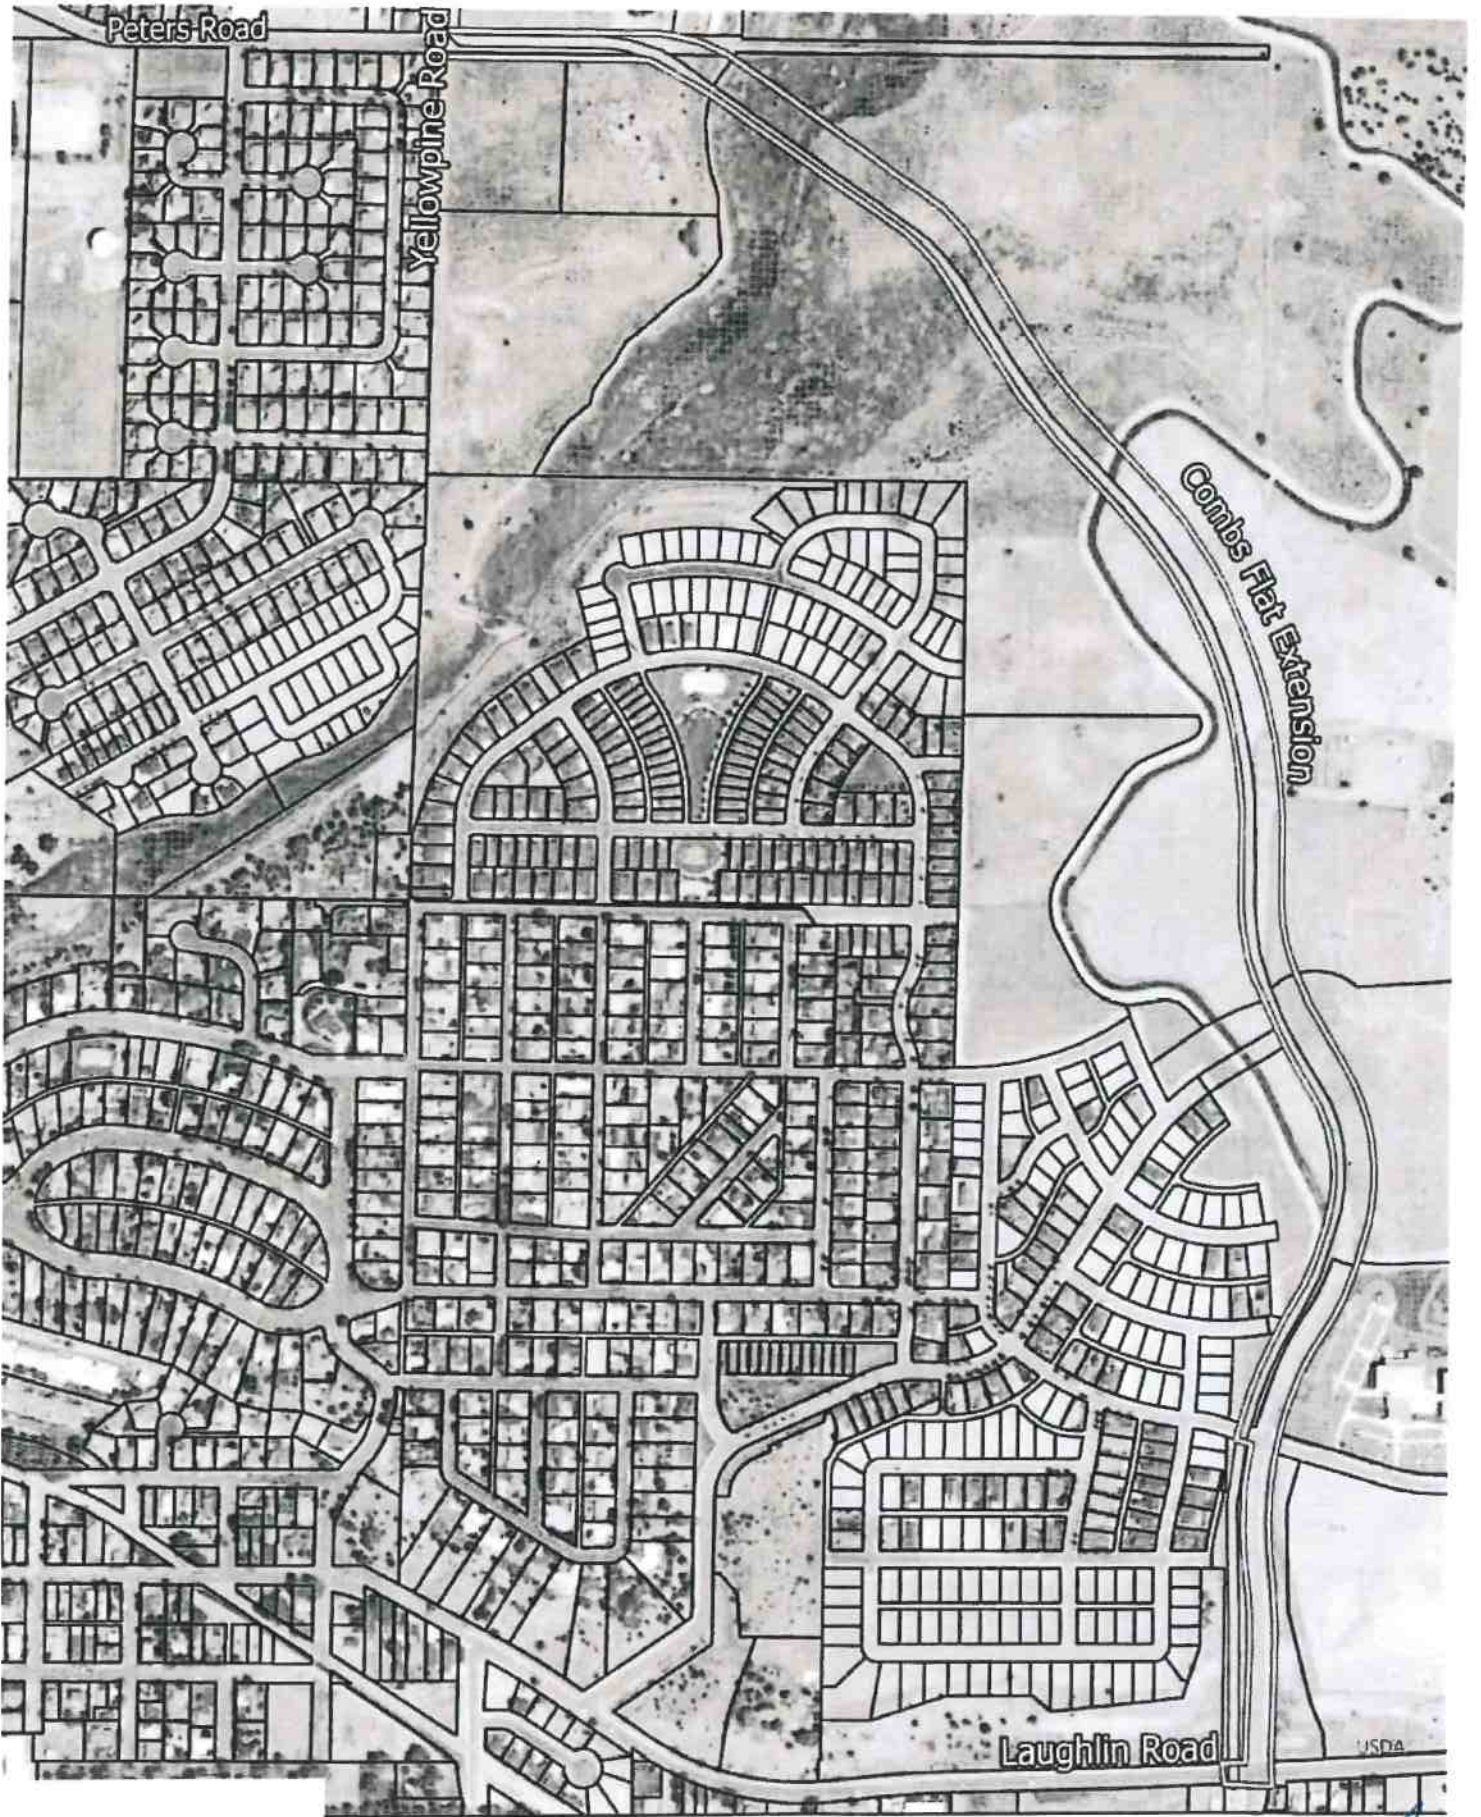 Peters Road
Yellowpine Road
Combs Flat Extension
Laughlin Road
USDA